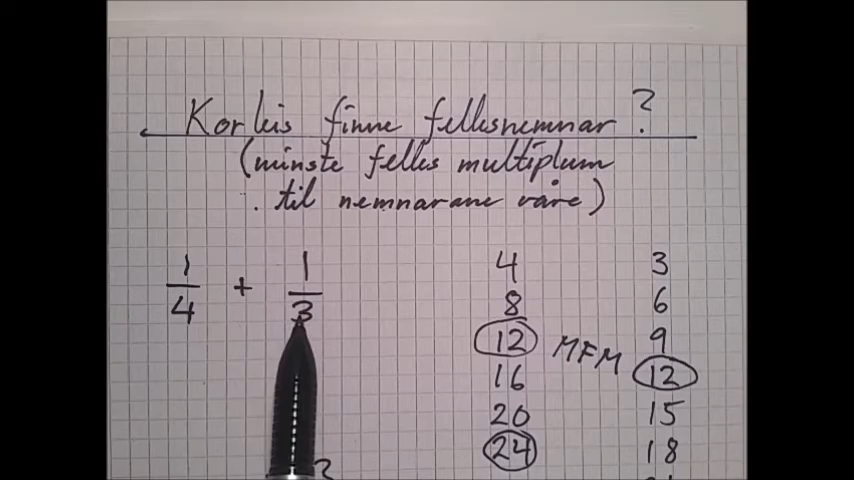 Korleis finne fellesnemnar?
(minste felles multiplum
til nemnarane våre)
1/4 + 1/3
4
8
12 MFM
16
20
24
3
6
9
12
15
18